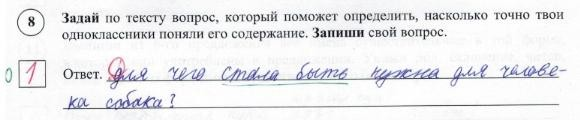 8 Задай по тексту вопрос, который поможет определить, насколько точно твои
одноклассники поняли его содержание. Запиши свой вопрос.
0 1 Ответ. Для чего стала быть нужна для челове-
ка собака?